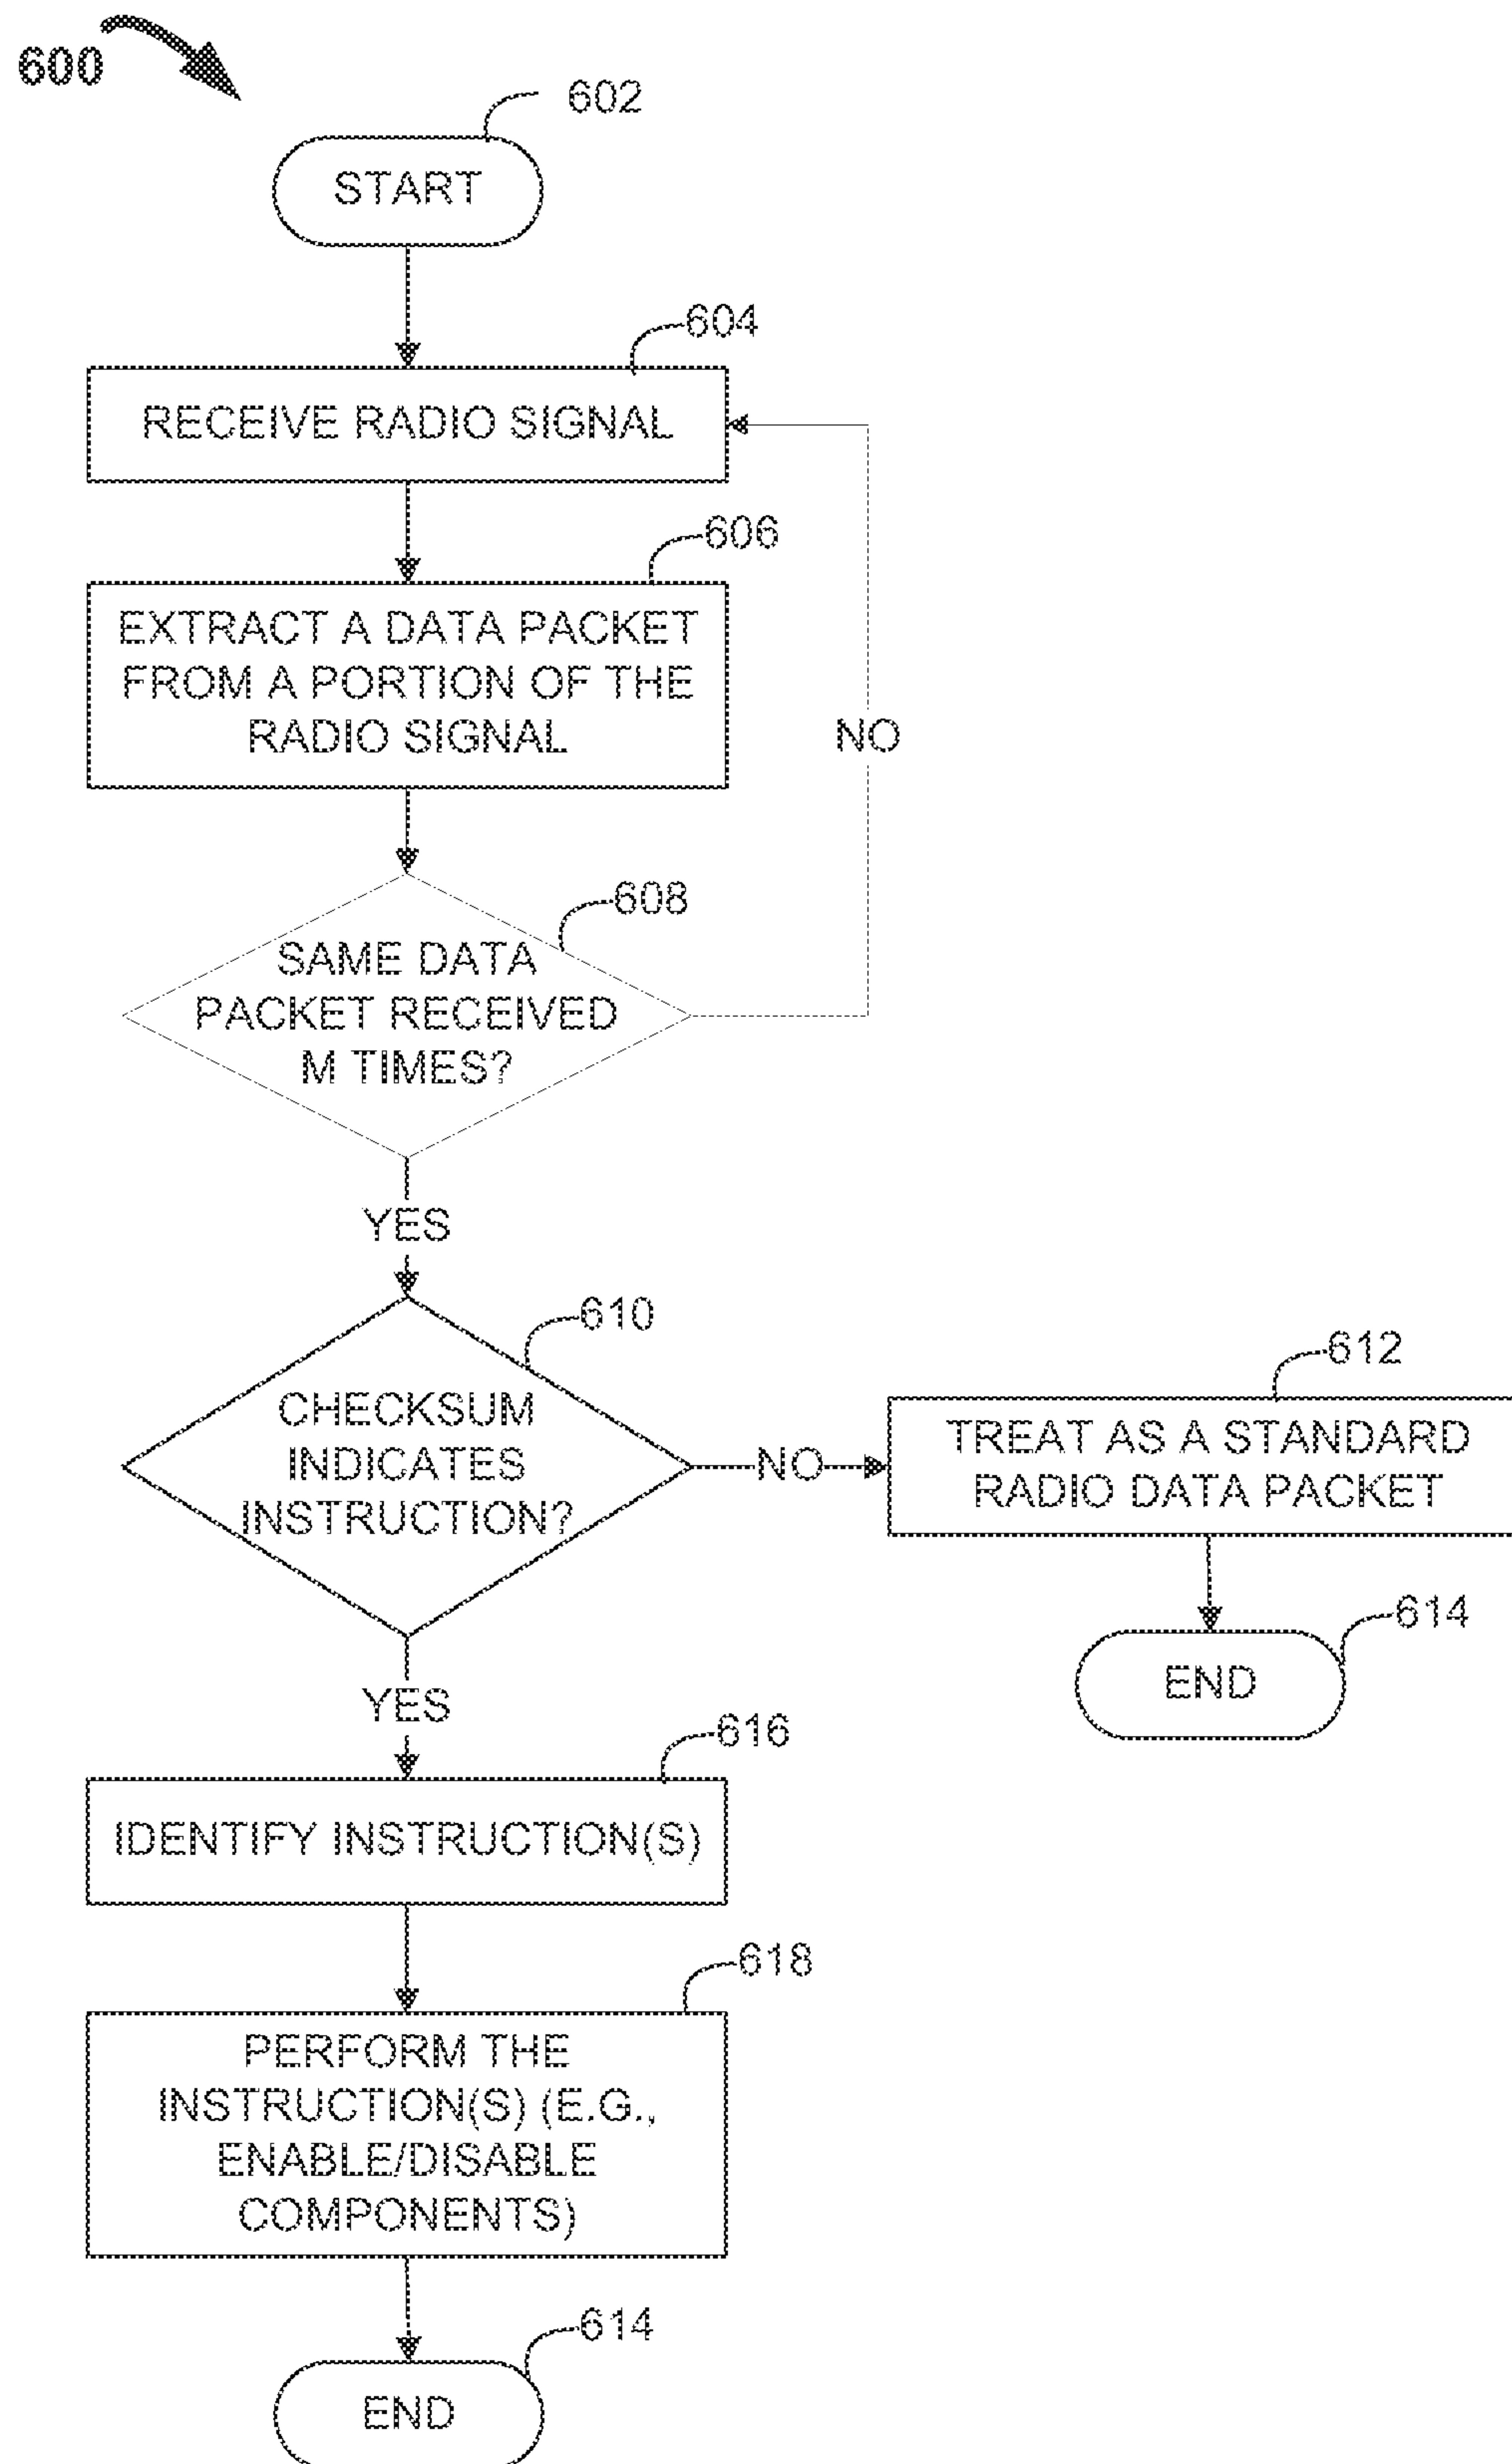 600
602
START
604
RECEIVE RADIO SIGNAL
606
EXTRACT A DATA PACKET
FROM A PORTION OF THE
RADIO SIGNAL
NO
608
SAME DATA
PACKET RECEIVED
M TIMES?
YES
610
CHECKSUM
INDICATES
INSTRUCTION?
NO
612
TREAT AS A STANDARD
RADIO DATA PACKET
614
END
YES
616
IDENTIFY INSTRUCTION(S)
618
PERFORM THE
INSTRUCTION(S) (E.G.,
ENABLE/DISABLE
COMPONENTS)
614
END